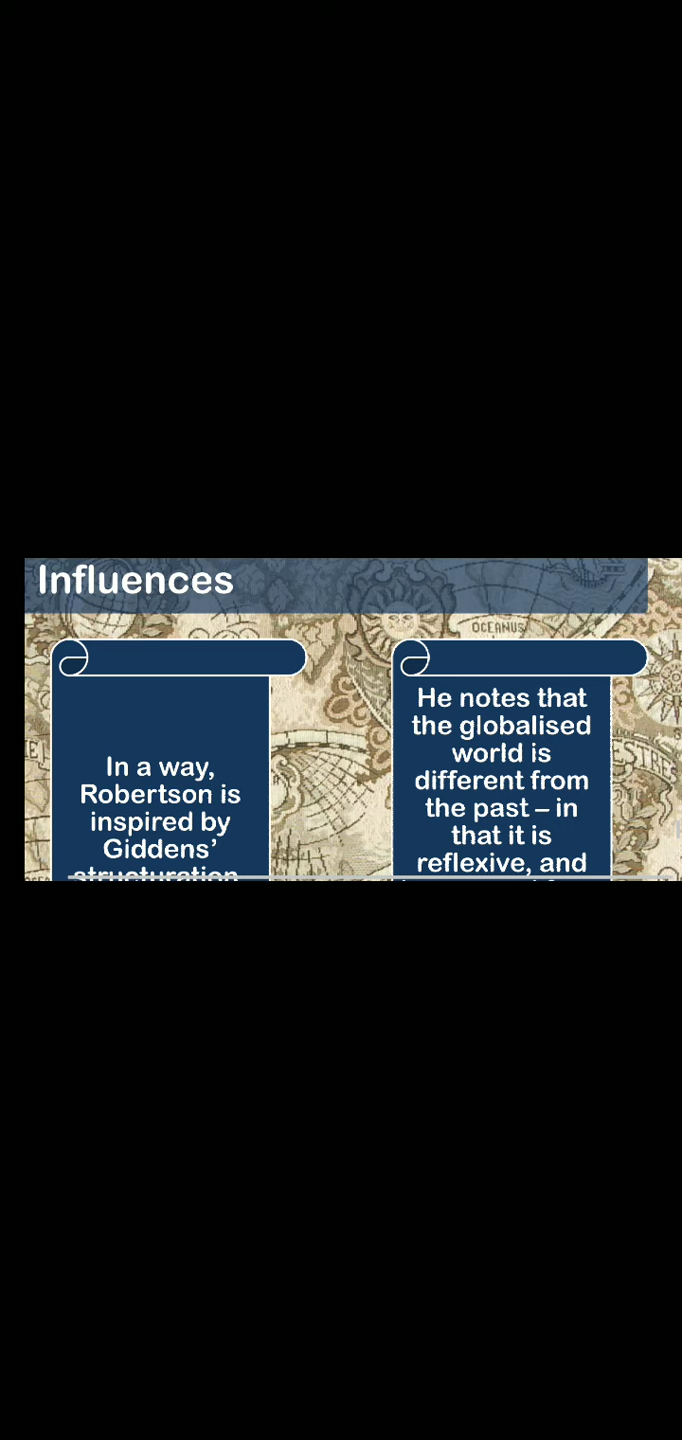 Influences
OCEANUS
In a way,
Robertson is
inspired by
Giddens’
structuration
He notes that
the globalised
world is
different from
the past – in
that it is
reflexive, and